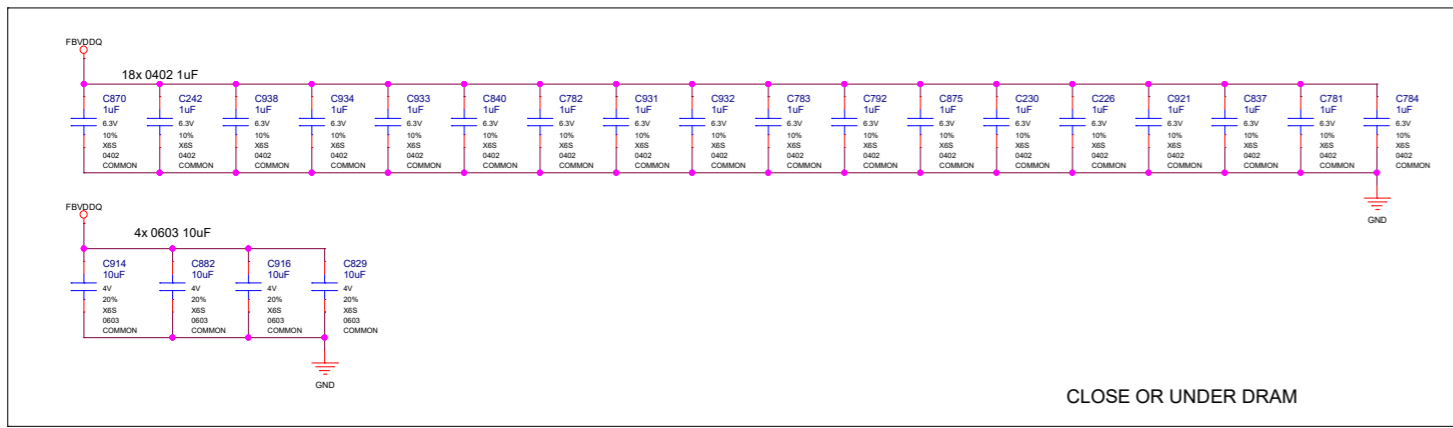 FBVDDQ
18x 0402 1uF
C870
1uF
6.3V
10%
X6S
0402
COMMON
C242
1uF
6.3V
10%
X6S
0402
COMMON
C938
1uF
6.3V
10%
X6S
0402
COMMON
C934
1uF
6.3V
10%
X6S
0402
COMMON
C933
1uF
6.3V
10%
X6S
0402
COMMON
C840
1uF
6.3V
10%
X6S
0402
COMMON
C782
1uF
6.3V
10%
X6S
0402
COMMON
C931
1uF
6.3V
10%
X6S
0402
COMMON
C932
1uF
6.3V
10%
X6S
0402
COMMON
C783
1uF
6.3V
10%
X6S
0402
COMMON
C792
1uF
6.3V
10%
X6S
0402
COMMON
C875
1uF
6.3V
10%
X6S
0402
COMMON
C230
1uF
6.3V
10%
X6S
0402
COMMON
C226
1uF
6.3V
10%
X6S
0402
COMMON
C921
1uF
6.3V
10%
X6S
0402
COMMON
C837
1uF
6.3V
10%
X6S
0402
COMMON
C781
1uF
6.3V
10%
X6S
0402
COMMON
C784
1uF
6.3V
10%
X6S
0402
COMMON
GND
FBVDDQ
4x 0603 10uF
C914
10uF
4V
20%
X6S
0603
COMMON
C882
10uF
4V
20%
X6S
0603
COMMON
C916
10uF
4V
20%
X6S
0603
COMMON
C829
10uF
4V
20%
X6S
0603
COMMON
GND
CLOSE OR UNDER DRAM